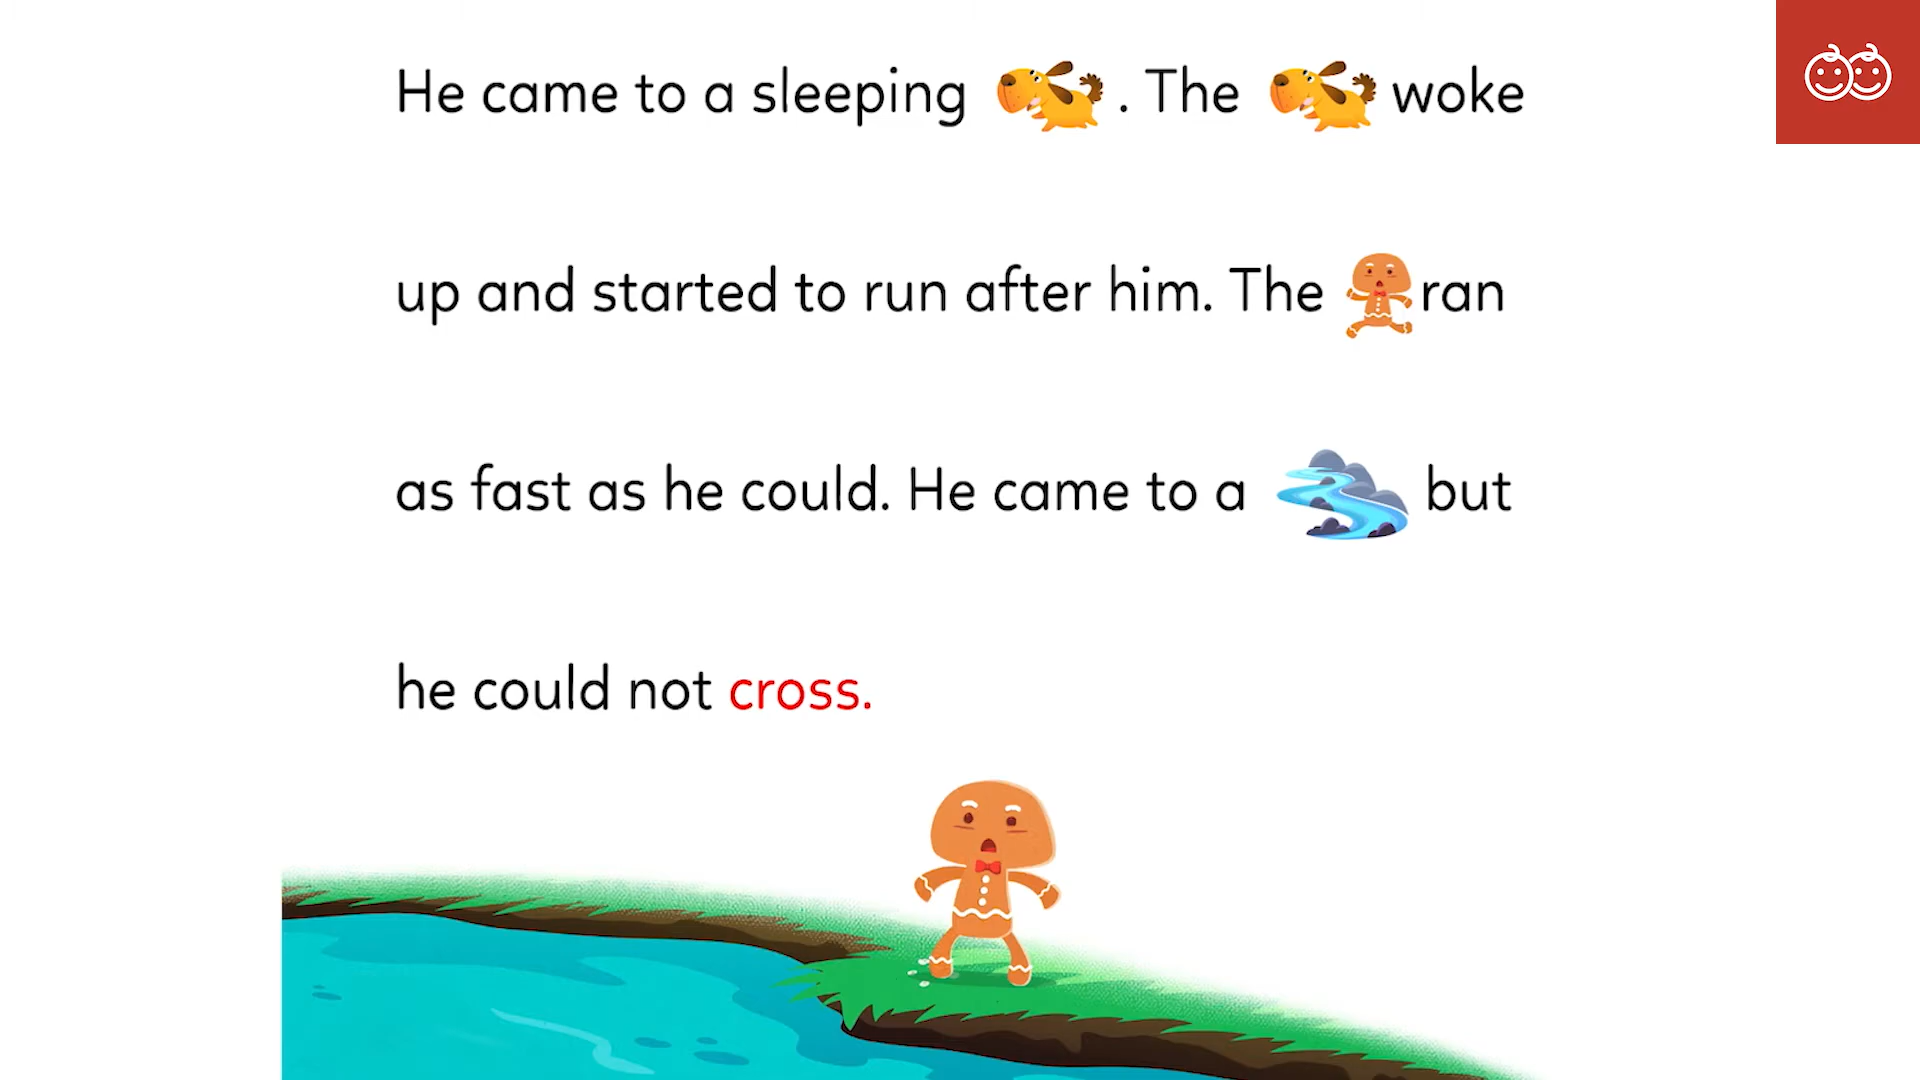 He came to a sleeping . The woke
up and started to run after him. The ran
as fast as he could. He came to a but
he could not cross.